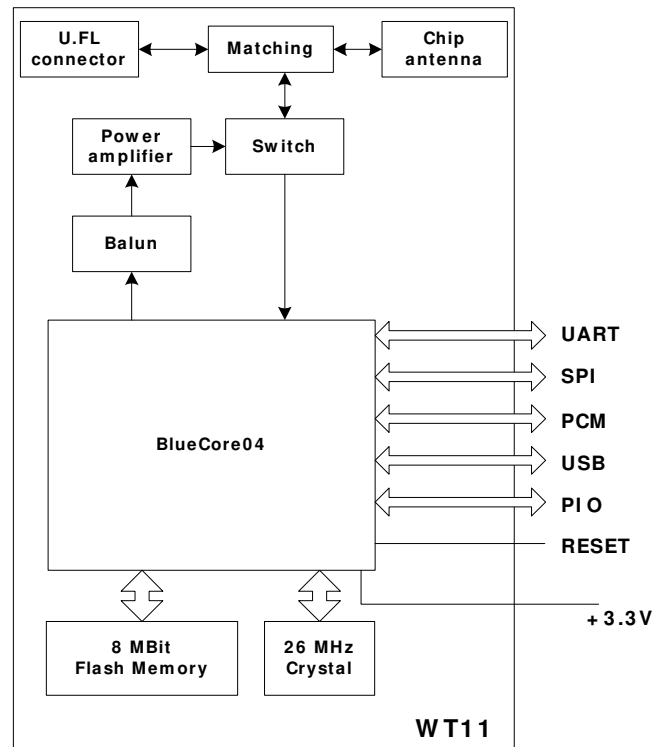 U.FL
connector
Matching
Chip
antenna
Power
amplifier
Switch
Balun
BlueCore04
UART
SPI
PCM
USB
PIO
RESET
+3.3V
8 MBit
Flash Memory
26 MHz
Crystal
WT11